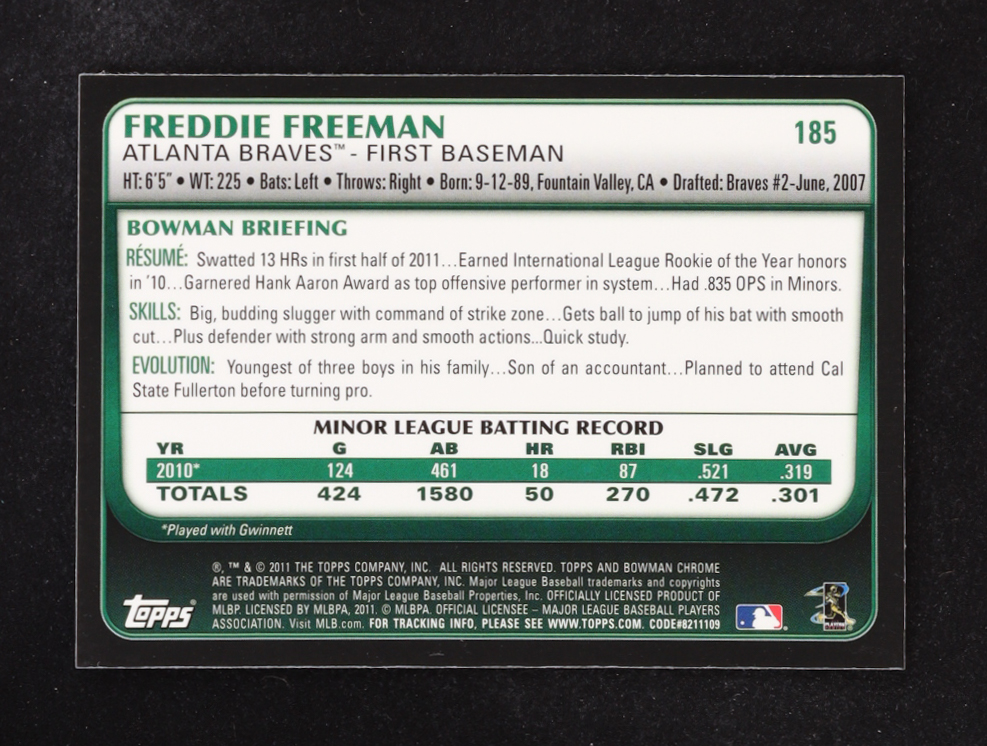 FREDDIE FREEMAN
185
ATLANTA BRAVES™ - FIRST BASEMAN
HT: 6'5" • WT: 225 • Bats: Left • Throws: Right • Born: 9-12-89, Fountain Valley, CA • Drafted: Braves #2-June, 2007
BOWMAN BRIEFING
RÉSUMÉ: Swatted 13 HRs in first half of 2011...Earned International League Rookie of the Year honors
in '10...Garnered Hank Aaron Award as top offensive performer in system...Had .835 OPS in Minors.
SKILLS: Big, budding slugger with command of strike zone...Gets ball to jump of his bat with smooth
cut...Plus defender with strong arm and smooth actions...Quick study.
EVOLUTION: Youngest of three boys in his family...Son of an accountant...Planned to attend Cal
State Fullerton before turning pro.
MINOR LEAGUE BATTING RECORD
YR G AB HR RBI SLG AVG
2010* 124 461 18 87 .521 .319
TOTALS 424 1580 50 270 .472 .301
*Played with Gwinnett
®, ™ & © 2011 THE TOPPS COMPANY, INC. ALL RIGHTS RESERVED. TOPPS AND BOWMAN CHROME
ARE TRADEMARKS OF THE TOPPS COMPANY, INC. Major League Baseball trademarks and copyrights
are used with permission of Major League Baseball Properties, Inc. OFFICIALLY LICENSED PRODUCT OF
MLBP. LICENSED BY MLBPA, 2011. © MLBPA. OFFICIAL LICENSEE – MAJOR LEAGUE BASEBALL PLAYERS
ASSOCIATION. Visit MLB.com. FOR TRACKING INFO, PLEASE SEE WWW.TOPPS.COM. CODE#8211109
topps®